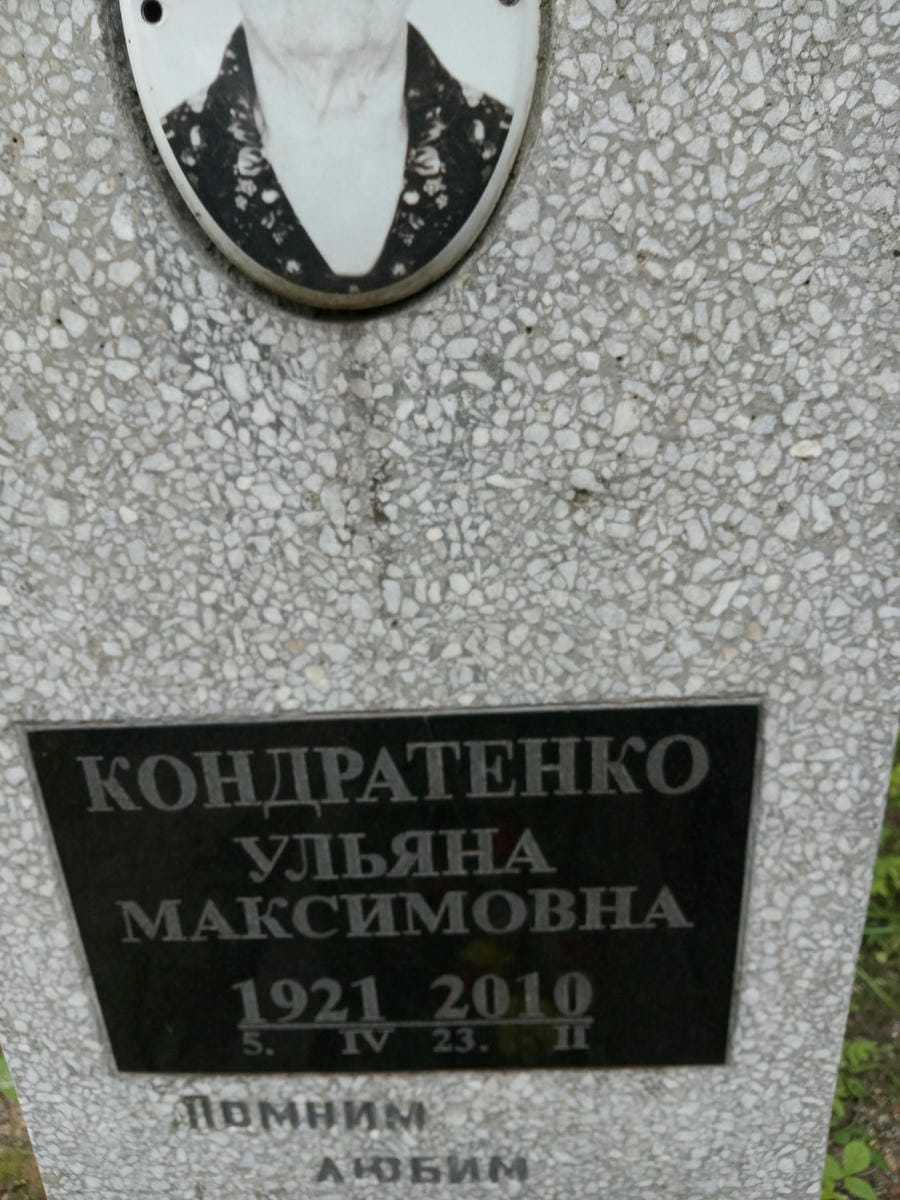 КОНДРАТЕНКО
УЛЬЯНА
МАКСИМОВНА
1921 2010
5. IV 23. II
Помним
любим